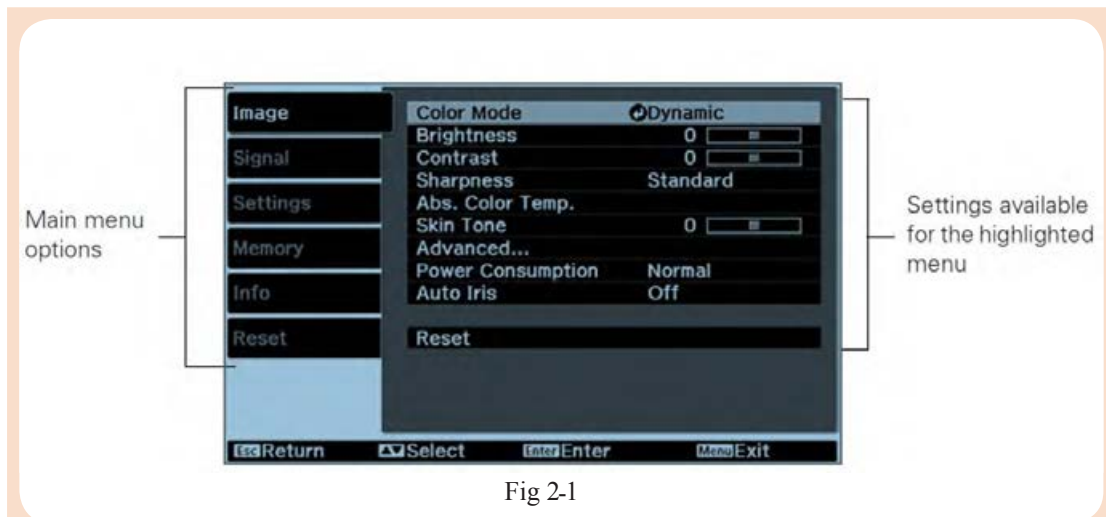 Main menu
options
Image
Signal
Settings
Memory
Info
Reset
Color Mode Dynamic
Brightness 0
Contrast 0
Sharpness Standard
Abs. Color Temp.
Skin Tone 0
Advanced...
Power Consumption Normal
Auto Iris Off
Reset
Esc Return Select Enter Enter Menu Exit
Settings available
for the highlighted
menu
Fig 2-1